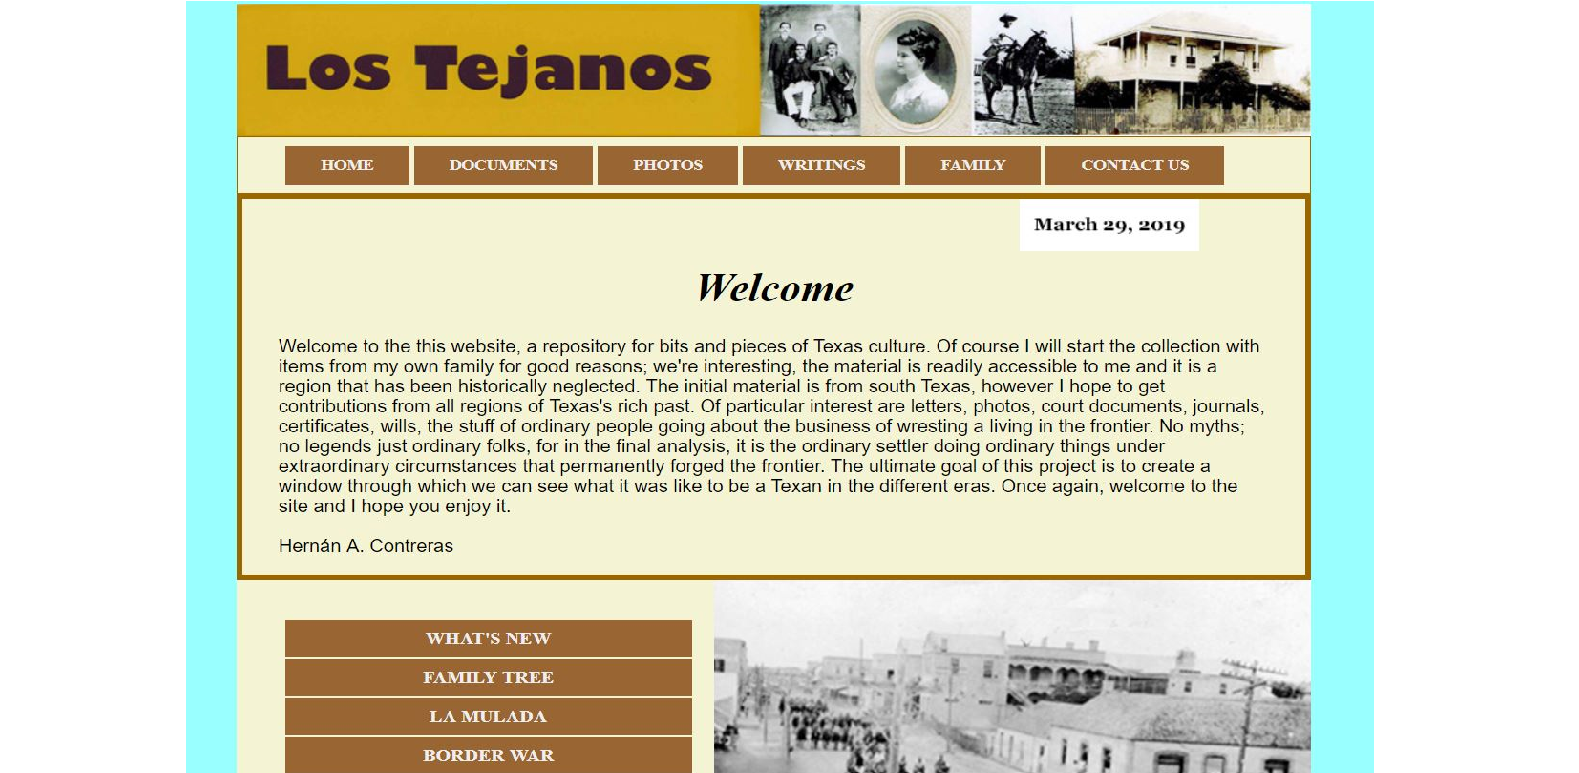 Los Tejanos
HOME DOCUMENTS PHOTOS WRITINGS FAMILY CONTACT US
March 29, 2019
Welcome
Welcome to the this website, a repository for bits and pieces of Texas culture. Of course I will start the collection with
items from my own family for good reasons; we're interesting, the material is readily accessible to me and it is a
region that has been historically neglected. The initial material is from south Texas, however I hope to get
contributions from all regions of Texas's rich past. Of particular interest are letters, photos, court documents, journals,
certificates, wills, the stuff of ordinary people going about the business of wresting a living in the frontier. No myths;
no legends just ordinary folks, for in the final analysis, it is the ordinary settler doing ordinary things under
extraordinary circumstances that permanently forged the frontier. The ultimate goal of this project is to create a
window through which we can see what it was like to be a Texan in the different eras. Once again, welcome to the
site and I hope you enjoy it.
Hernán A. Contreras
WHAT'S NEW
FAMILY TREE
LA MULADA
BORDER WAR